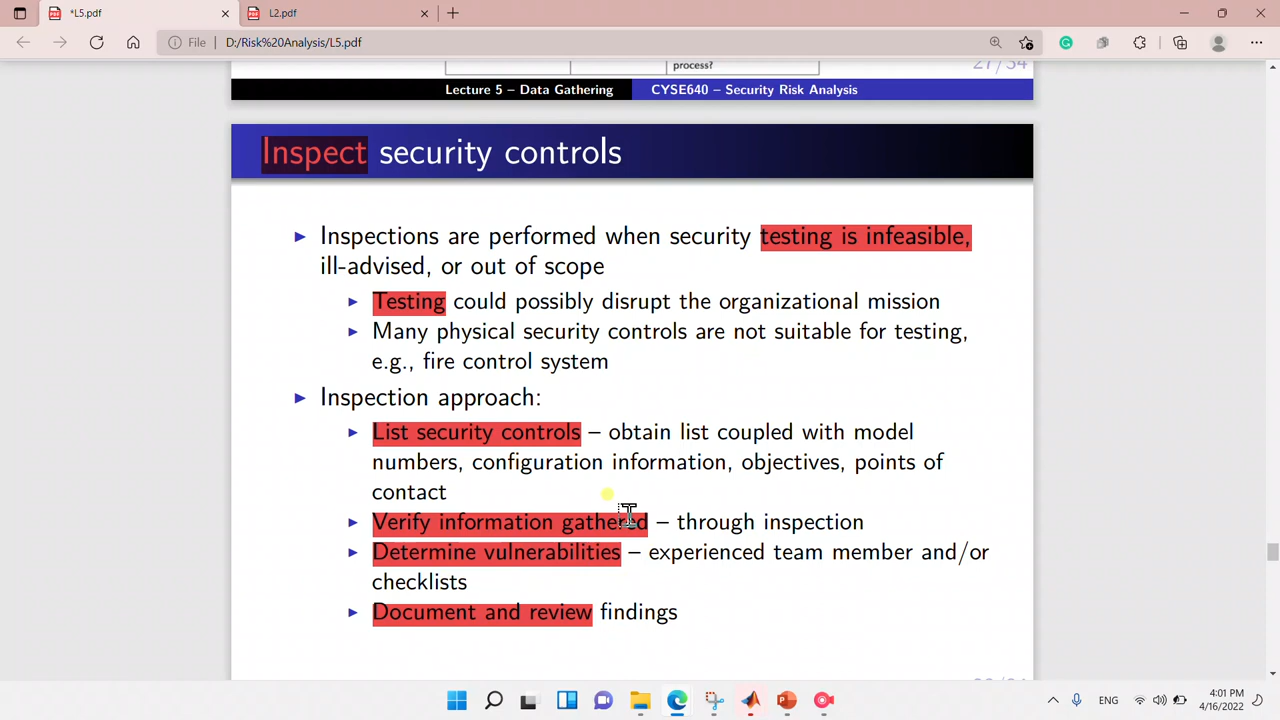 *L5.pdf
L2.pdf
File
D:/Risk%20Analysis/L5.pdf
process?
27/34
Lecture 5 – Data Gathering
CYSE640 – Security Risk Analysis
Inspect security controls
► Inspections are performed when security testing is infeasible,
ill-advised, or out of scope
► Testing could possibly disrupt the organizational mission
► Many physical security controls are not suitable for testing,
e.g., fire control system
► Inspection approach:
► List security controls – obtain list coupled with model
numbers, configuration information, objectives, points of
contact
► Verify information gathered – through inspection
► Determine vulnerabilities – experienced team member and/or
checklists
► Document and review findings
ENG
4:01 PM
4/16/2022